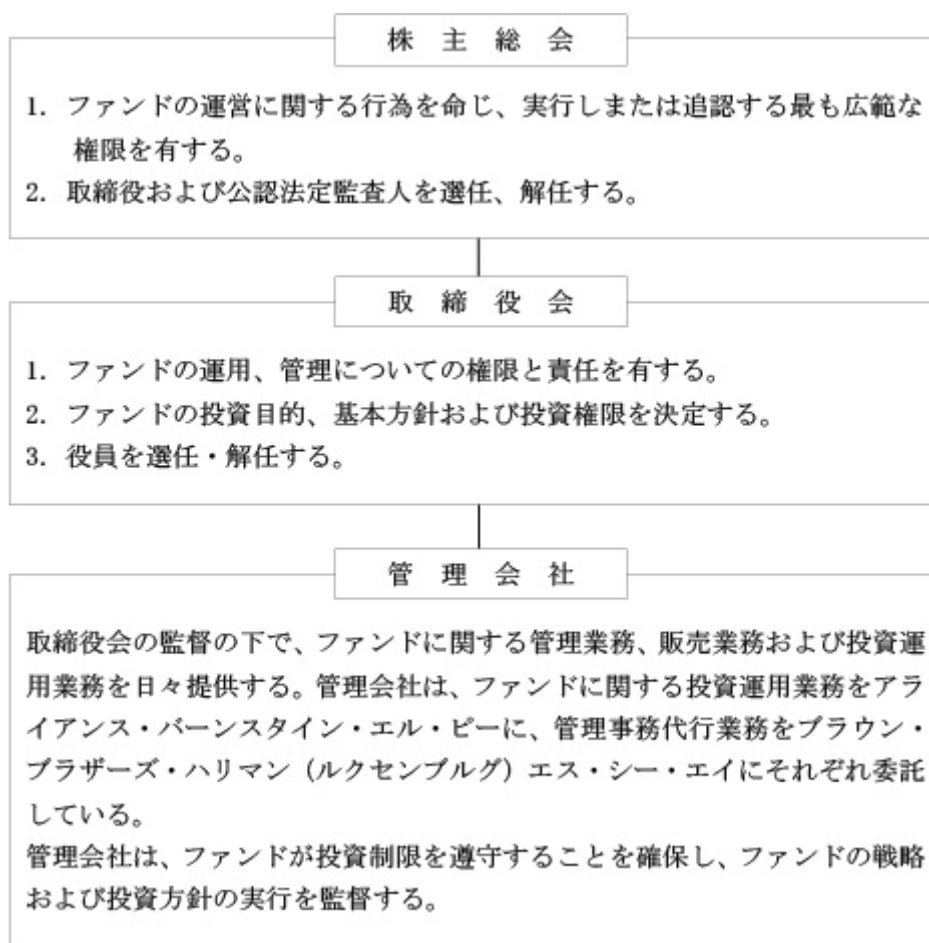 株主総会
1. ファンドの運営に関する行為を命じ、実行しまたは追認する最も広範な
権限を有する。
2. 取締役および公認法定監査人を選任、解任する。
取締役会
1. ファンドの運用、管理についての権限と責任を有する。
2. ファンドの投資目的、基本方針および投資権限を決定する。
3. 役員を選任・解任する。
管理会社
取締役会の監督の下で、ファンドに関する管理業務、販売業務および投資運
用業務を日々提供する。管理会社は、ファンドに関する投資運用業務をアラ
イアンス・バーンスタイン・エル・ピーに、管理事務代行業務をブラウン・
ブラザーズ・ハリマン（ルクセンブルグ）エス・シー・エイにそれぞれ委託
している。
管理会社は、ファンドが投資制限を遵守することを確保し、ファンドの戦略
および投資方針の実行を監督する。